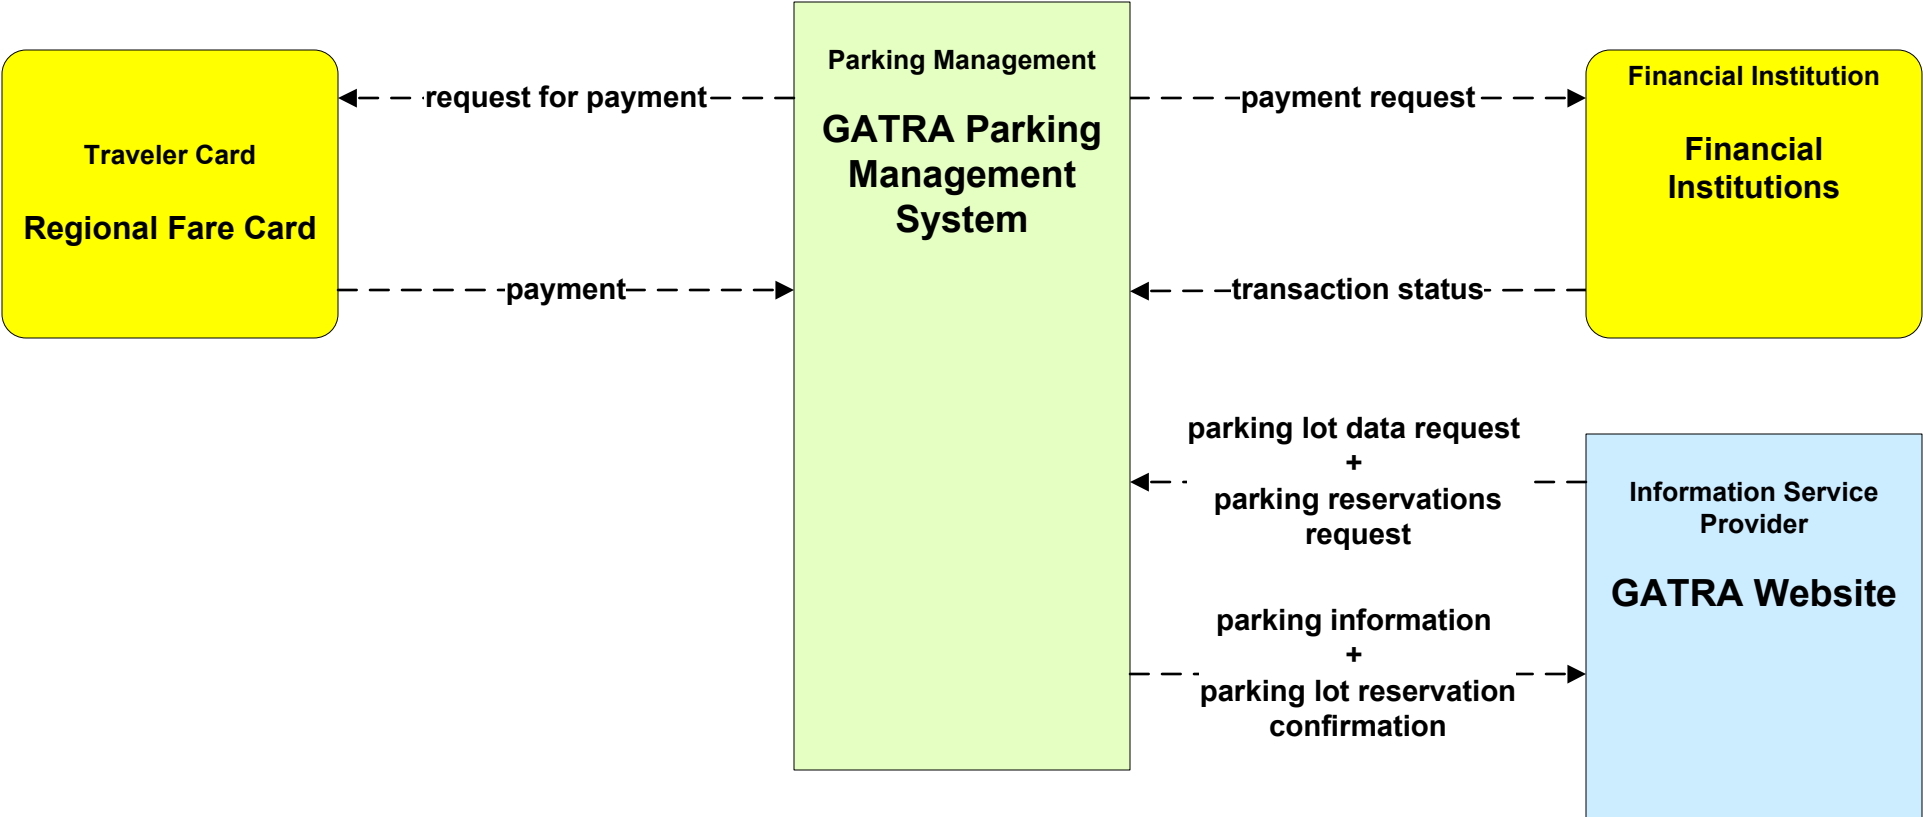 Traveler Card
Regional Fare Card
request for payment
payment
Parking Management
GATRA Parking
Management
System
payment request
transaction status
Financial Institution
Financial
Institutions
parking lot data request
+
parking reservations
request
parking information
+
parking lot reservation
confirmation
Information Service
Provider
GATRA Website